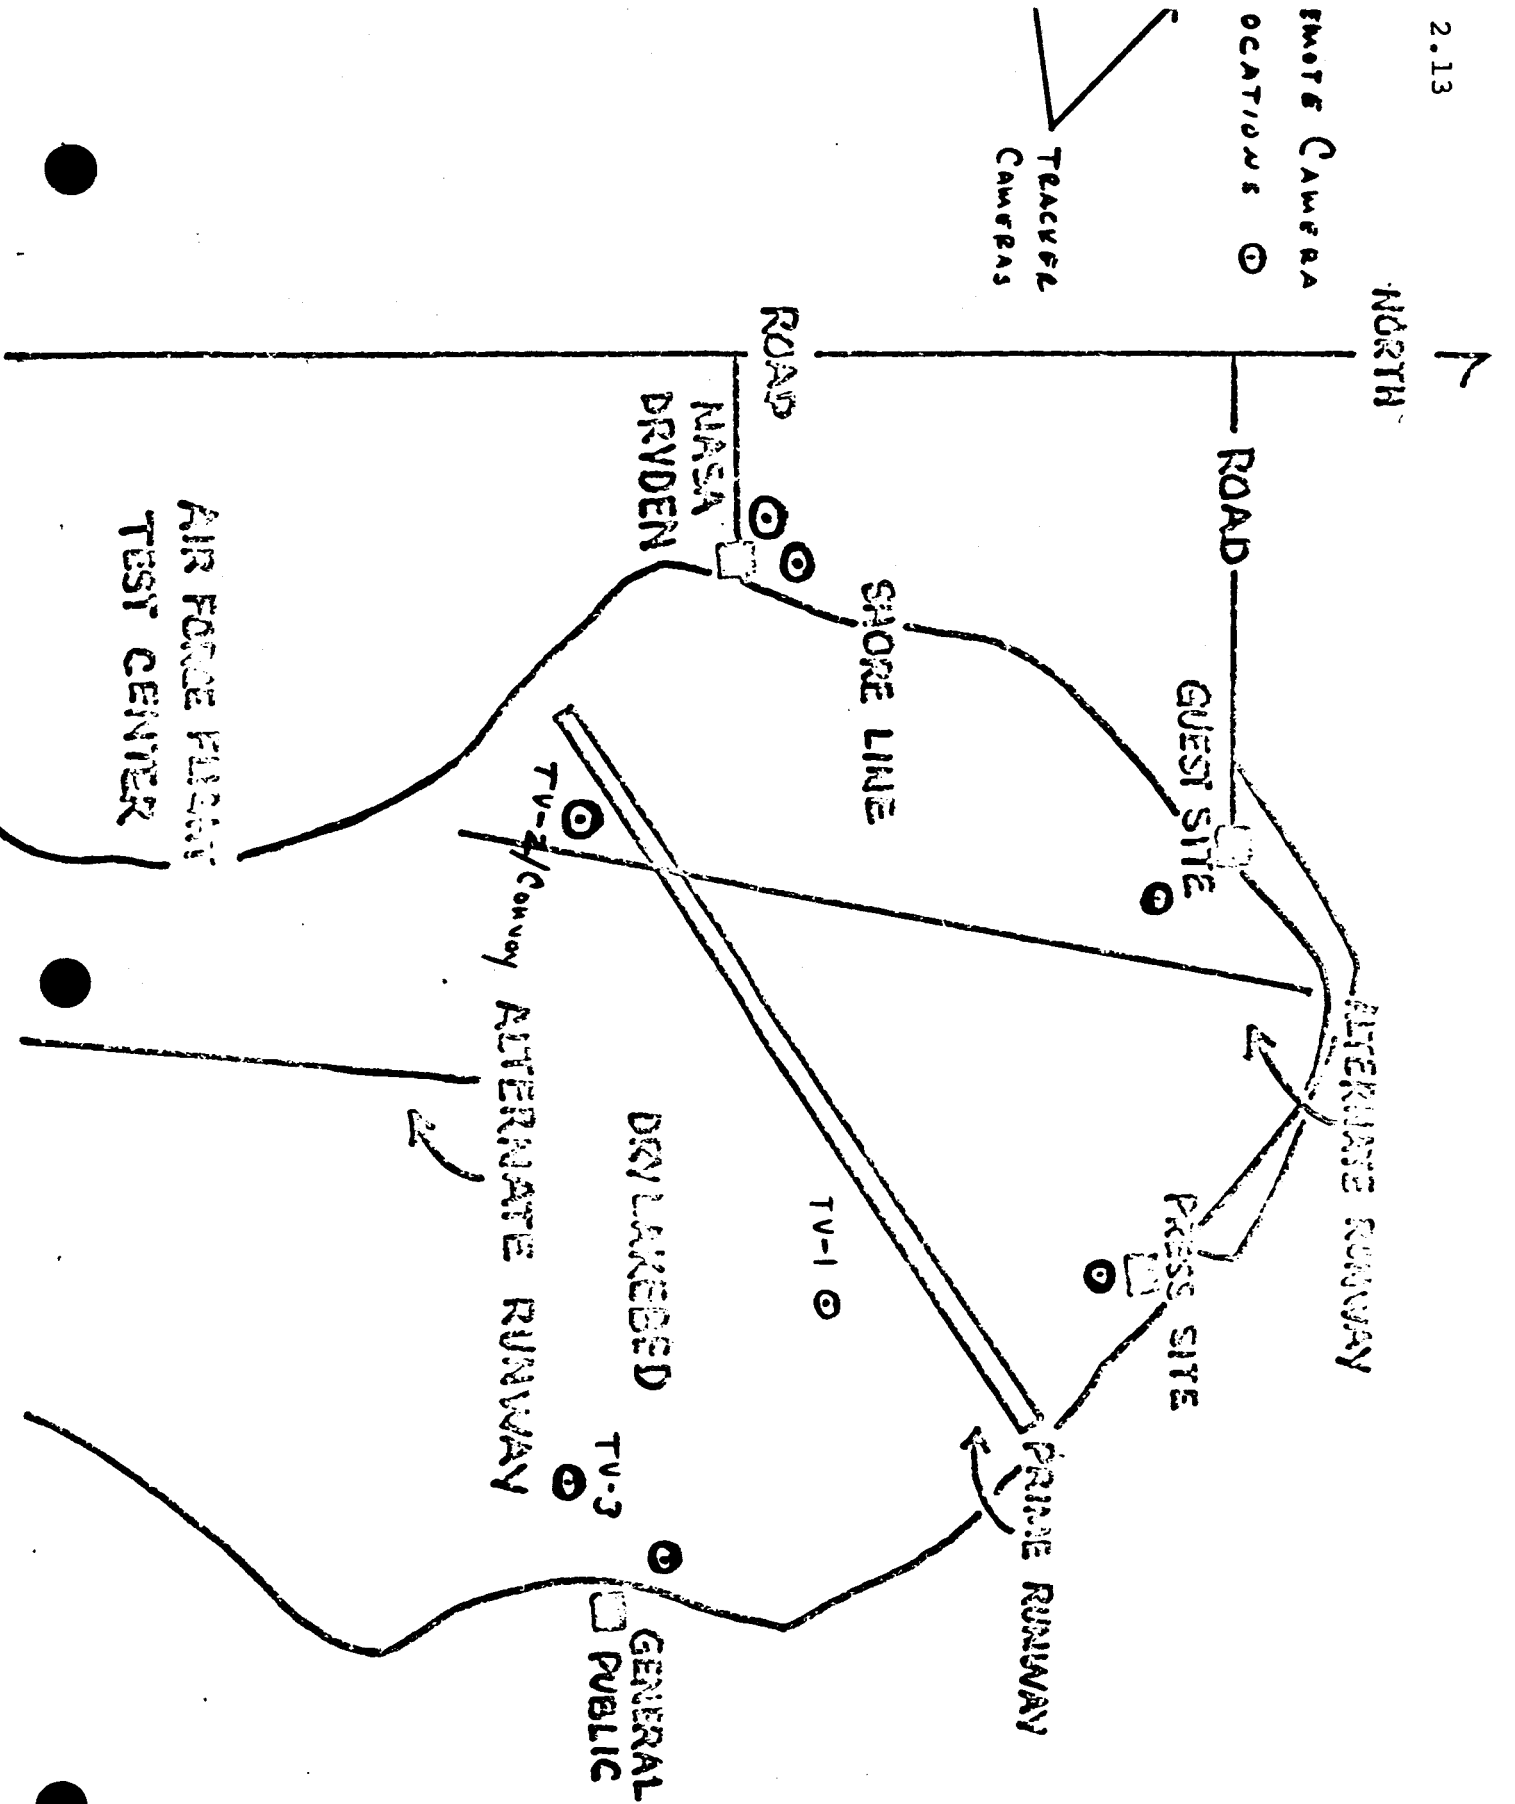 2.13
EMOTE CAMERA
OCATIONS
TRACKER
CAMERAS
NORTH
ROAD
ROAD
ALTERNATE RUNWAY
GUEST SITE
PRESS SITE
PRIME RUNWAY
SHORE LINE
TV-1
NASA
DRYDEN
DRY LAKEBED
TV-3
GENERAL
PUBLIC
TV-2/CONVOY
ALTERNATE RUNWAY
AIR FORCE FLIGHT
TEST CENTER